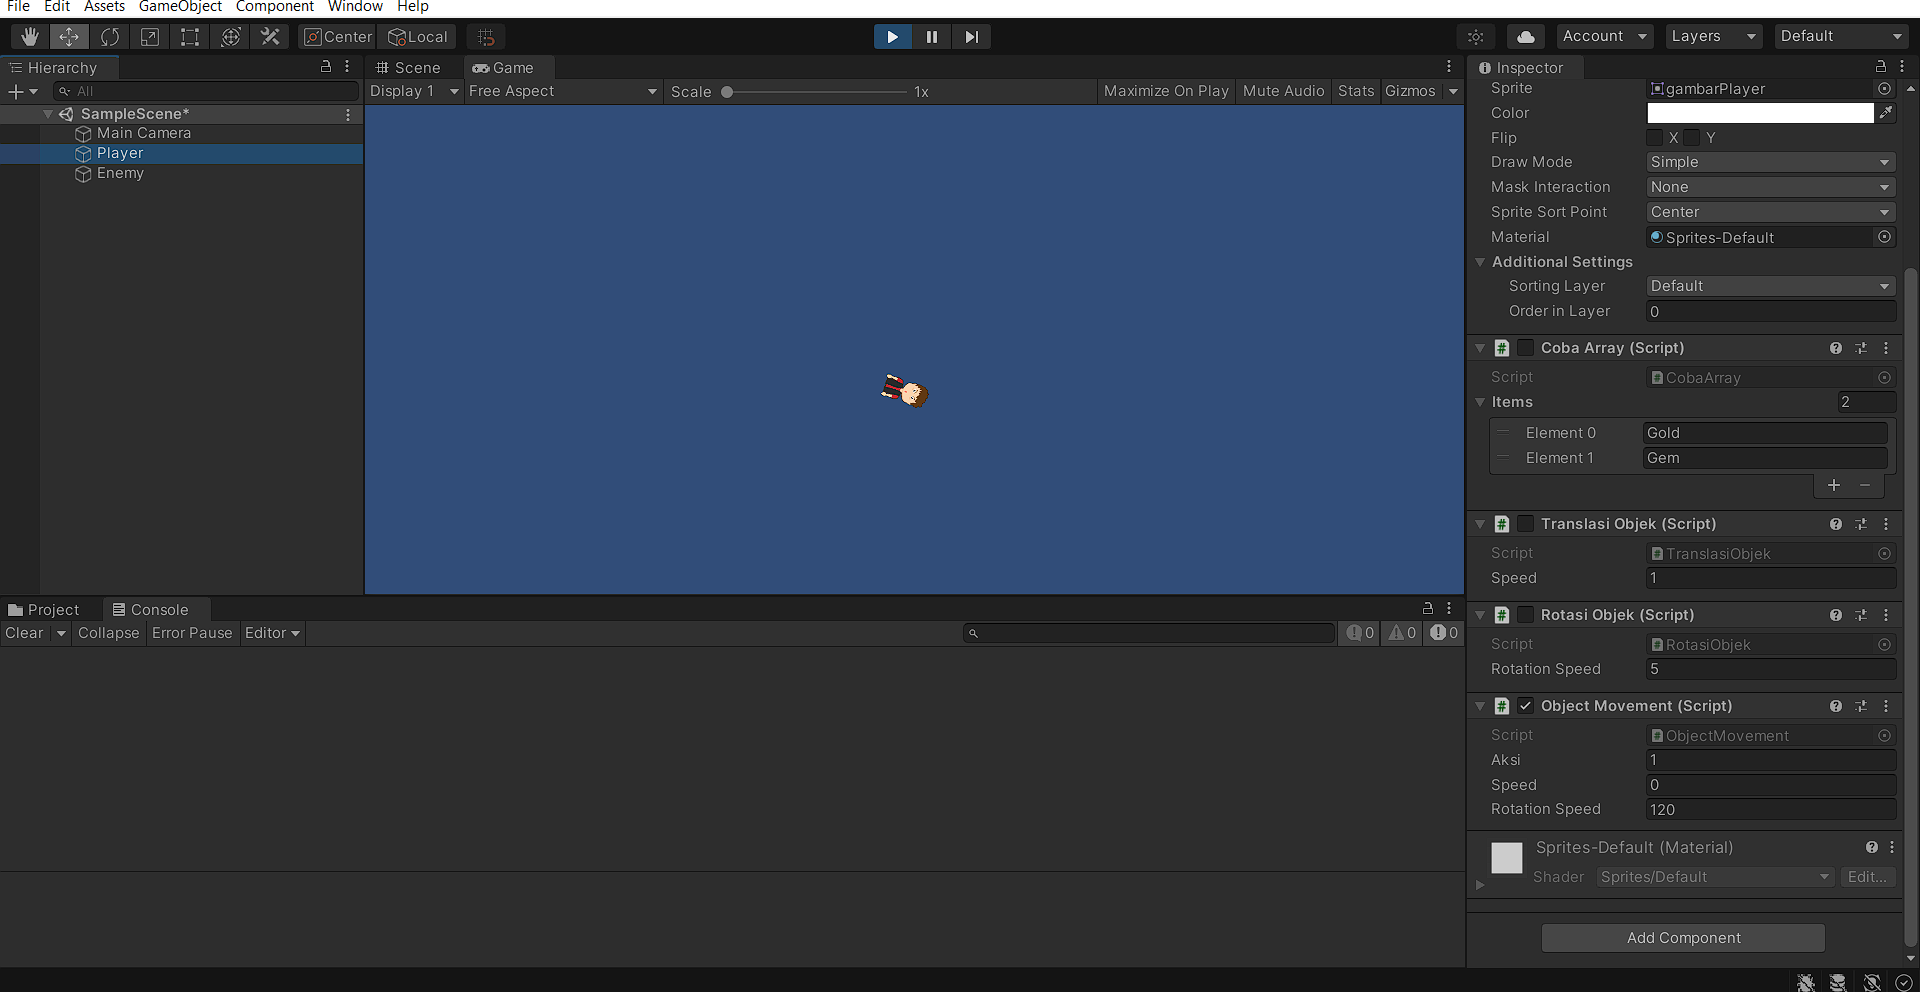 File Edit Assets GameObject Component Window Help
Center Local Account Layers Default
Hierarchy
All
SampleScene*
Main Camera
Player
Enemy
Scene Game
Display 1 Free Aspect Scale 1x Maximize On Play Mute Audio Stats Gizmos
Project Console
Clear Collapse Error Pause Editor 0 0 0
Inspector
Sprite gambarPlayer
Color
Flip X Y
Draw Mode Simple
Mask Interaction None
Sprite Sort Point Center
Material Sprites-Default
Additional Settings
Sorting Layer Default
Order in Layer 0
# Coba Array (Script)
Script # CobaArray
Items 2
Element 0 Gold
Element 1 Gem
# Translasi Objek (Script)
Script # TranslasiObjek
Speed 1
# Rotasi Objek (Script)
Script # RotasiObjek
Rotation Speed 5
# Object Movement (Script)
Script # ObjectMovement
Aksi 1
Speed 0
Rotation Speed 120
Sprites-Default (Material)
Shader Sprites/Default Edit...
Add Component